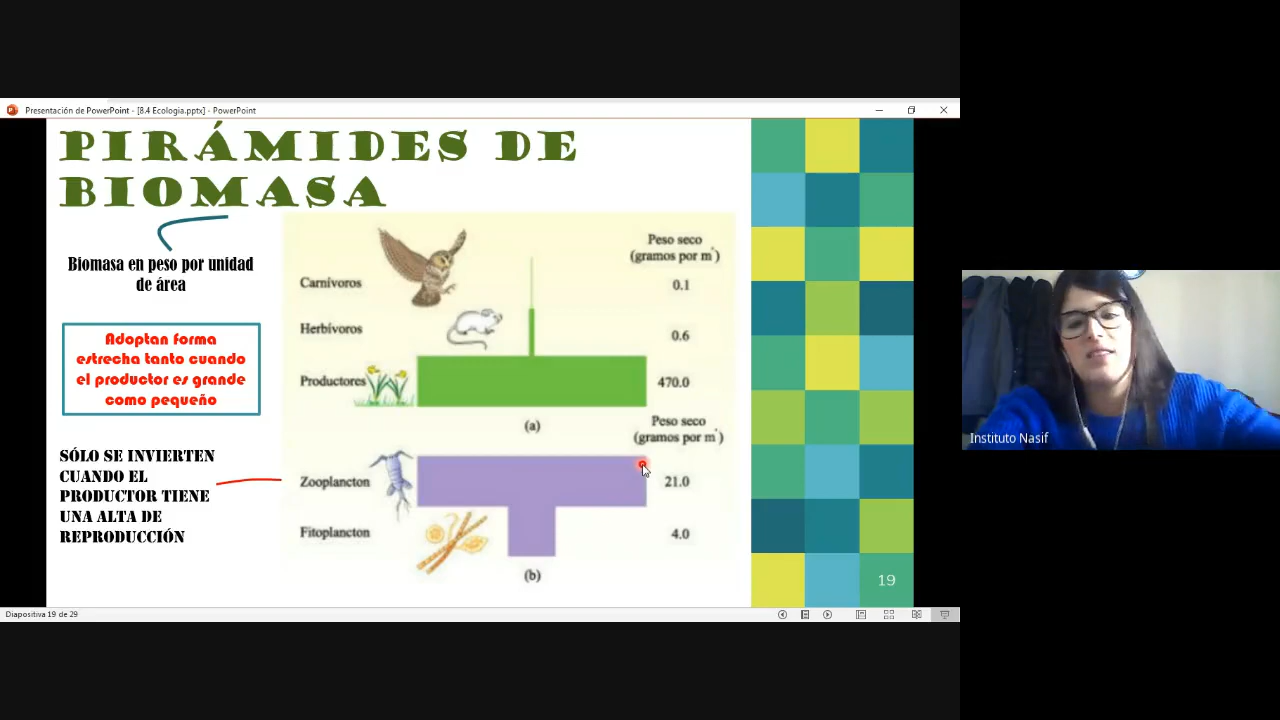 Presentación de PowerPoint - [8.4 Ecologia.pptx] - PowerPoint
PIRÁMIDES DE
BIOMASA
Biomasa en peso por unidad
de área
Adoptan forma
estrecha tanto cuando
el productor es grande
como pequeño
SÓLO SE INVIERTEN
CUANDO EL
PRODUCTOR TIENE
UNA ALTA DE
REPRODUCCIÓN
Peso seco
(gramos por m²)
Carnívoros 0.1
Herbívoros 0.6
Productores 470.0
(a)
Peso seco
(gramos por m²)
Zooplancton 21.0
Fitoplancton 4.0
(b)
19
Diapositiva 19 de 29
Instituto Nasif